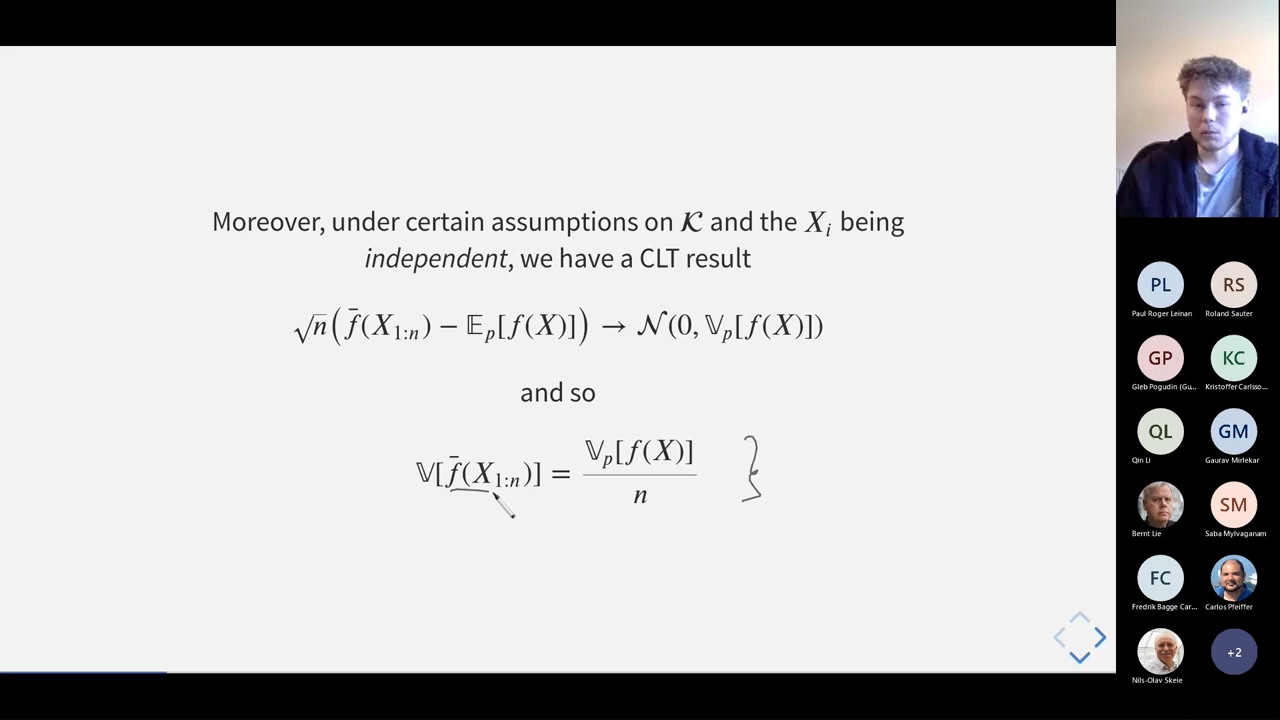 Moreover, under certain assumptions on 𝒦 and the Xᵢ being
independent, we have a CLT result
√n(f̄(X₁:ₙ) − 𝔼ₚ[f(X)]) → 𝒩(0, 𝕍ₚ[f(X)])
and so
𝕍[f̄(X₁:ₙ)] = 𝕍ₚ[f(X)] / n
PL RS
Paul Roger Leinan Roland Sauter
GP KC
Gleb Pogudin (Gu... Kristoffer Carlsso...
QL GM
Qin Li Gaurav Mirlekar
SM
Bernt Lie Saba Mylvaganam
FC
Fredrik Bagge Car... Carlos Pfeiffer
+2
Nils-Olav Skeie